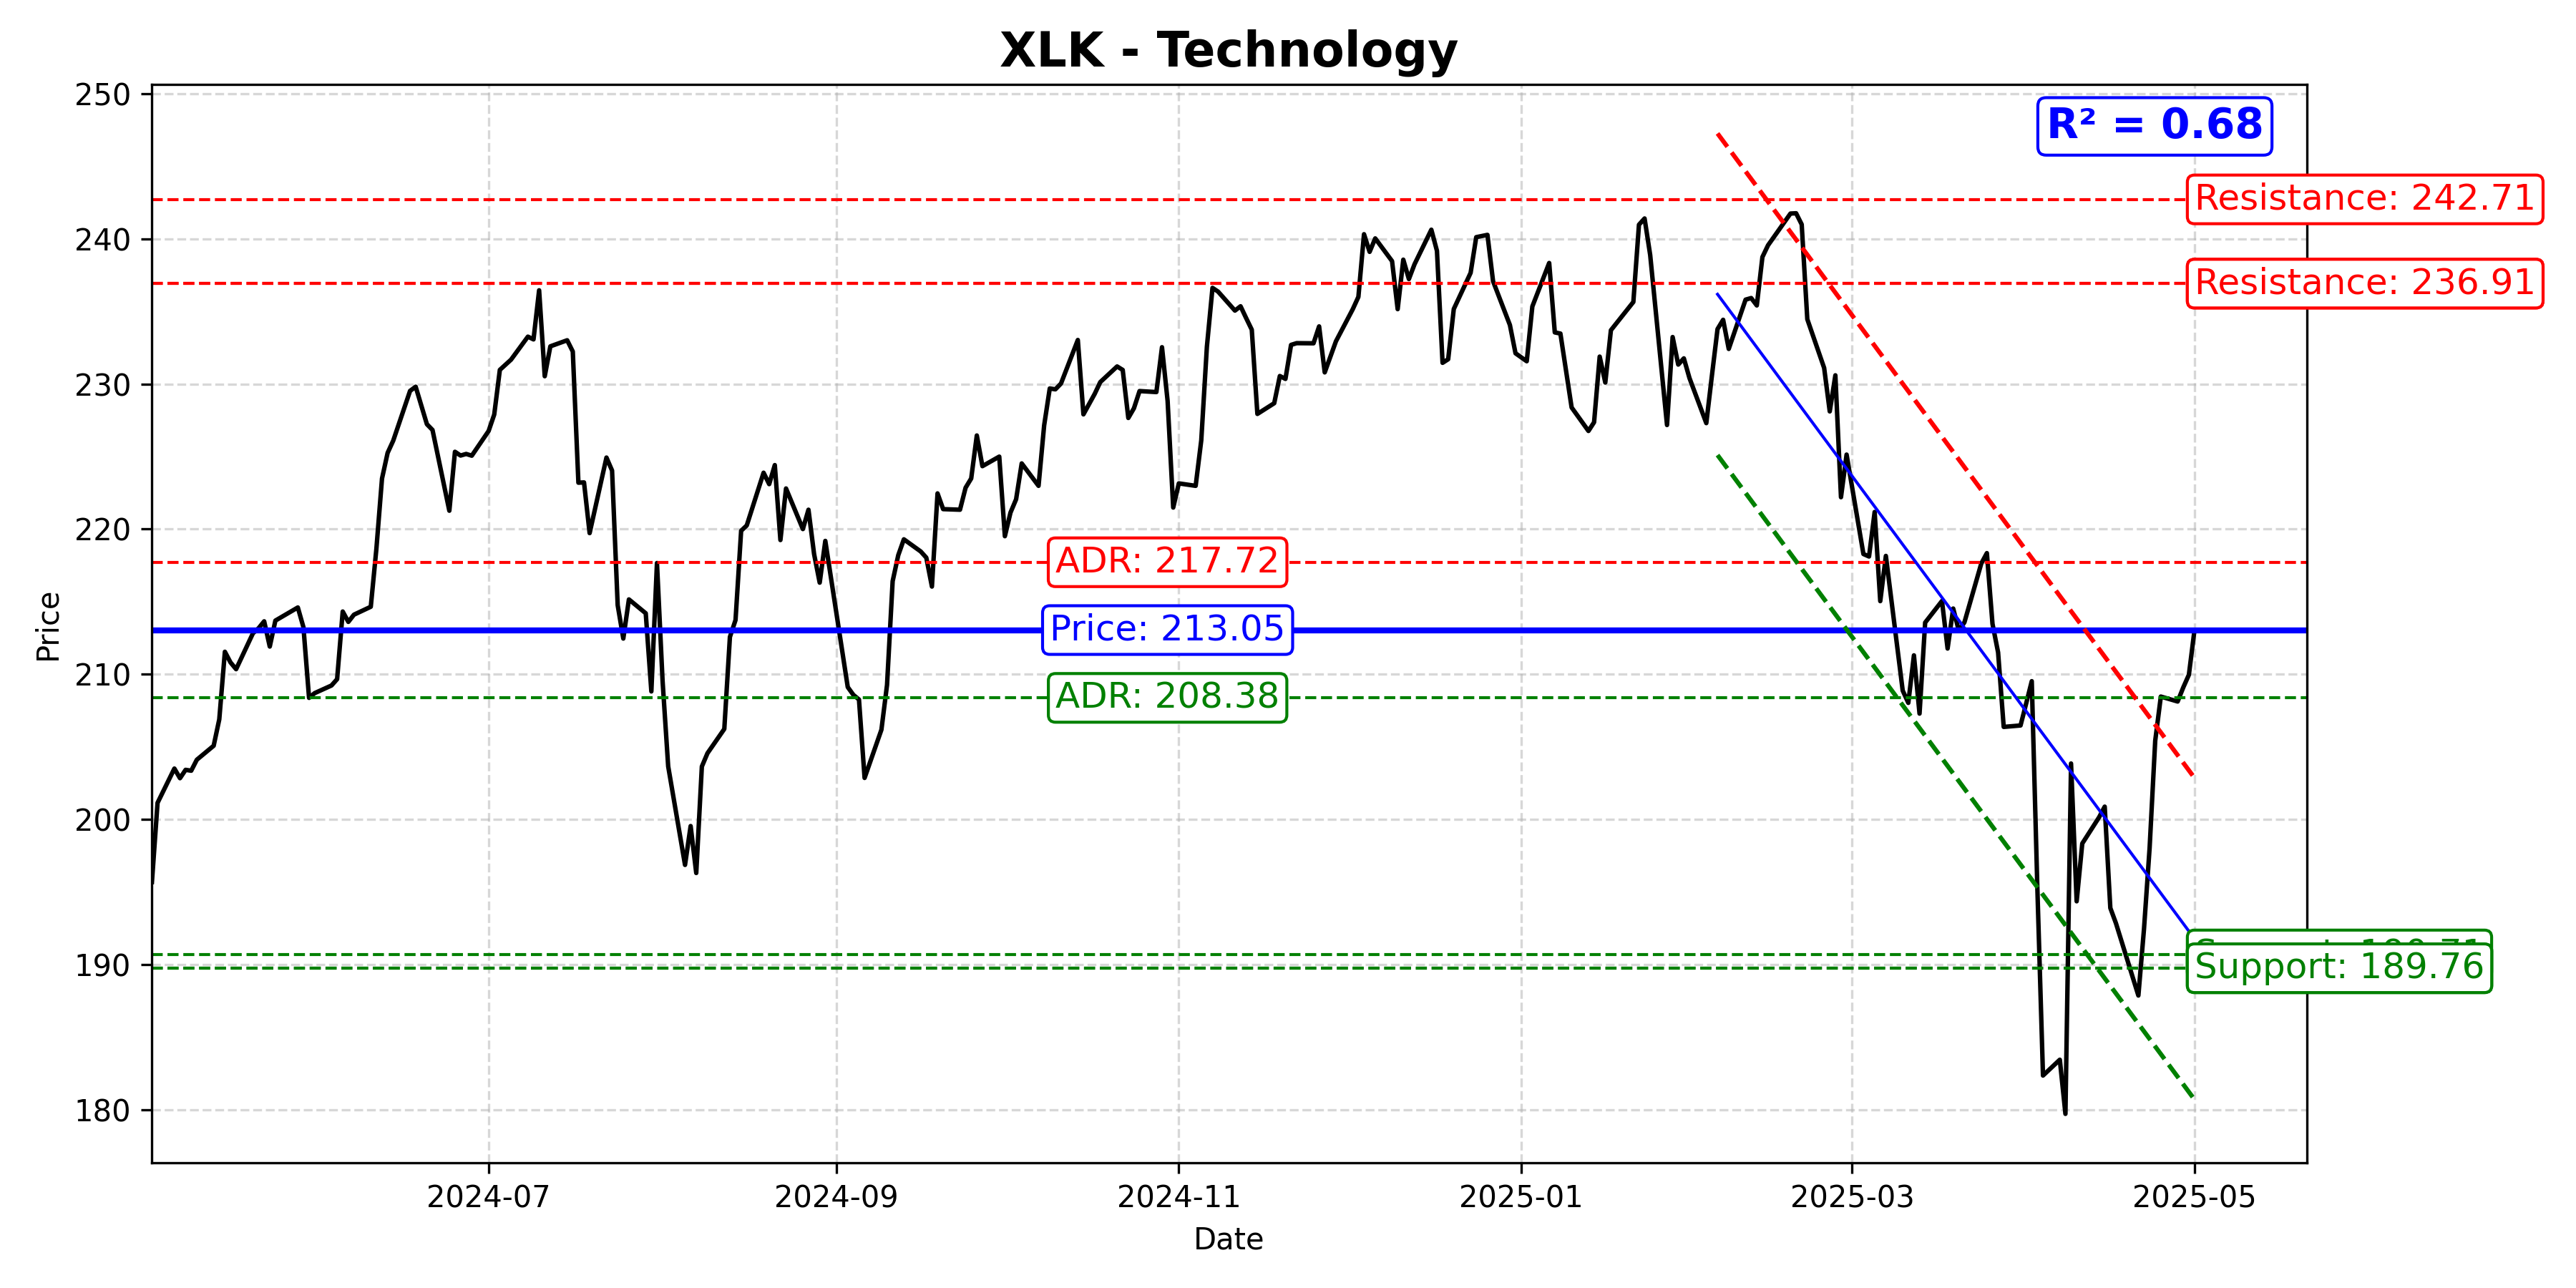 XLK - Technology
250
240
230
220
210
200
190
180
Price
R² = 0.68
Resistance: 242.71
Resistance: 236.91
ADR: 217.72
Price: 213.05
ADR: 208.38
Support: 189.76
2024-07
2024-09
2024-11
2025-01
2025-03
2025-05
Date